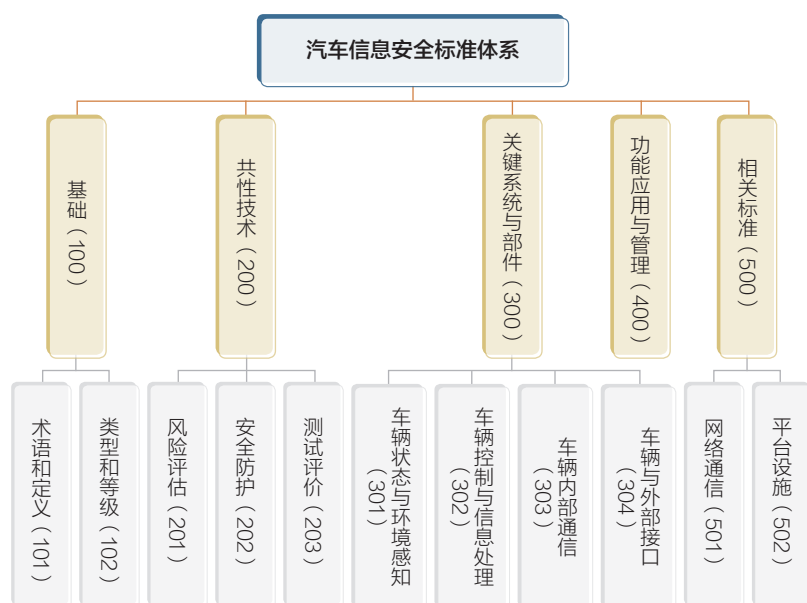 汽车信息安全标准体系
基础（100）
共性技术（200）
关键系统与部件（300）
功能应用与管理（400）
相关标准（500）
术语和定义（101）
类型和等级（102）
风险评估（201）
安全防护（202）
测试评价（203）
车辆状态与环境感知
（301）
车辆控制与信息处理
（302）
车辆内部通信
（303）
车辆与外部接口
（304）
网络通信（501）
平台设施（502）